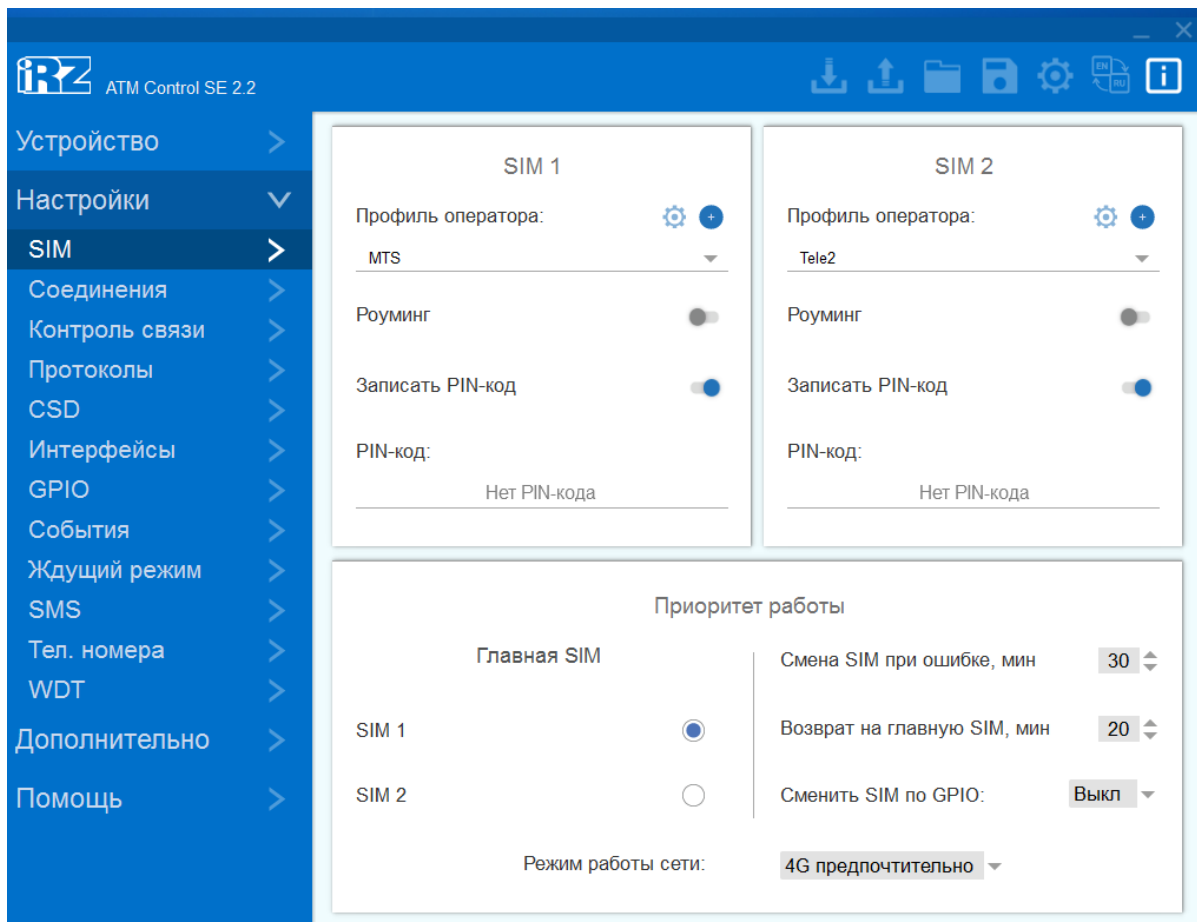 iRZ ATM Control SE 2.2
EN
RU
Устройство
Настройки
SIM
Соединения
Контроль связи
Протоколы
CSD
Интерфейсы
GPIO
События
Ждущий режим
SMS
Тел. номера
WDT
Дополнительно
Помощь
SIM 1
Профиль оператора:
MTS
Роуминг
Записать PIN-код
PIN-код:
Нет PIN-кода
SIM 2
Профиль оператора:
Tele2
Роуминг
Записать PIN-код
PIN-код:
Нет PIN-кода
Приоритет работы
Главная SIM
SIM 1
SIM 2
Смена SIM при ошибке, мин 30
Возврат на главную SIM, мин 20
Сменить SIM по GPIO: Выкл
Режим работы сети: 4G предпочтительно